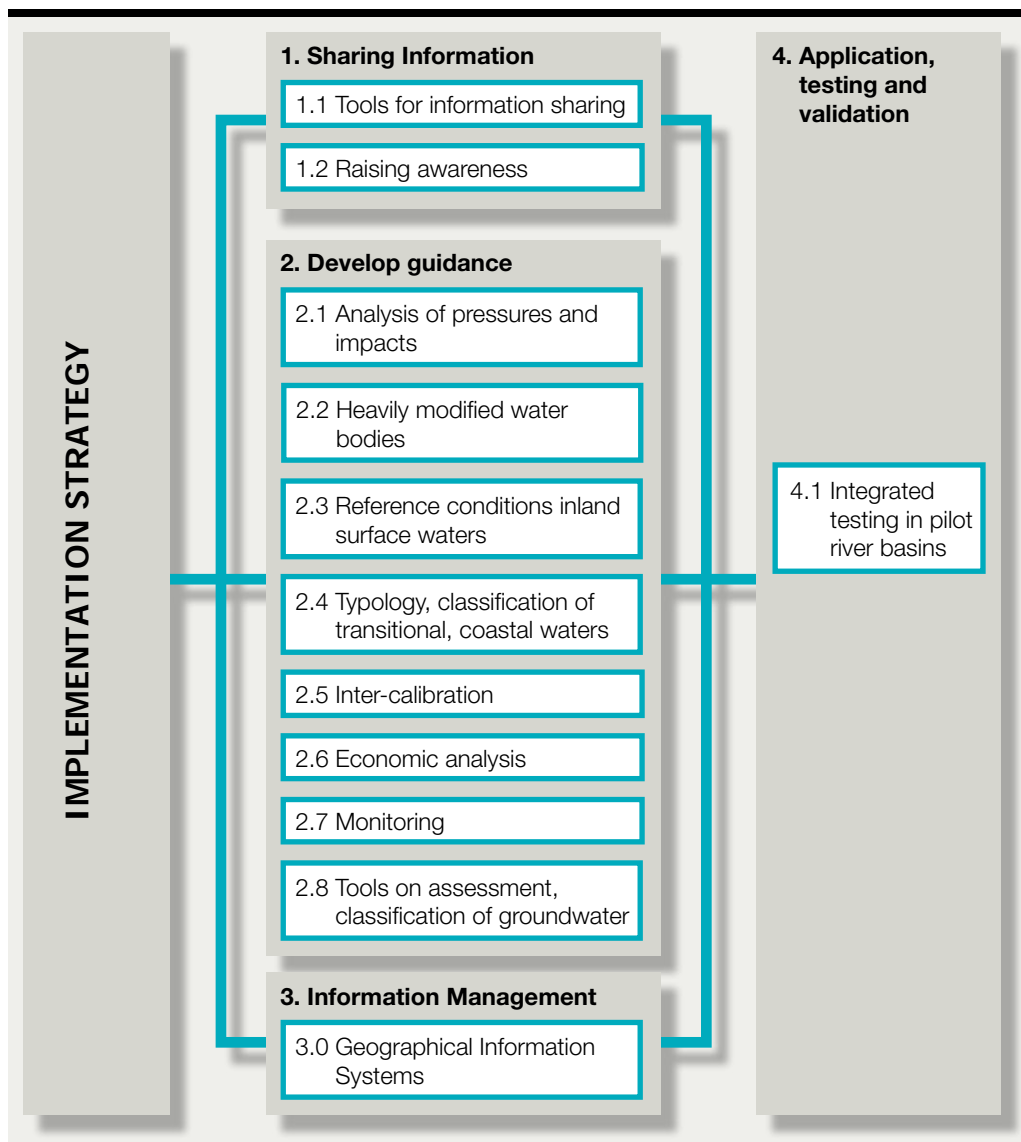 IMPLEMENTATION STRATEGY
1. Sharing Information
1.1 Tools for information sharing
1.2 Raising awareness
2. Develop guidance
2.1 Analysis of pressures and
impacts
2.2 Heavily modified water
bodies
2.3 Reference conditions inland
surface waters
2.4 Typology, classification of
transitional, coastal waters
2.5 Inter-calibration
2.6 Economic analysis
2.7 Monitoring
2.8 Tools on assessment,
classification of groundwater
3. Information Management
3.0 Geographical Information
Systems
4. Application,
testing and
validation
4.1 Integrated
testing in pilot
river basins